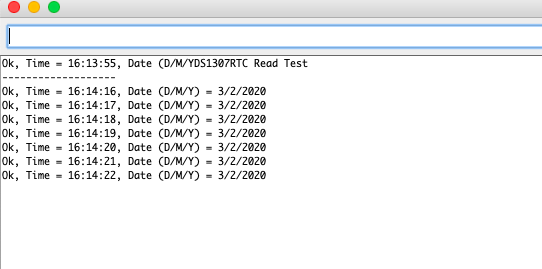 Ok, Time = 16:13:55, Date (D/M/YDS1307RTC Read Test
-------------------
Ok, Time = 16:14:16, Date (D/M/Y) = 3/2/2020
Ok, Time = 16:14:17, Date (D/M/Y) = 3/2/2020
Ok, Time = 16:14:18, Date (D/M/Y) = 3/2/2020
Ok, Time = 16:14:19, Date (D/M/Y) = 3/2/2020
Ok, Time = 16:14:20, Date (D/M/Y) = 3/2/2020
Ok, Time = 16:14:21, Date (D/M/Y) = 3/2/2020
Ok, Time = 16:14:22, Date (D/M/Y) = 3/2/2020